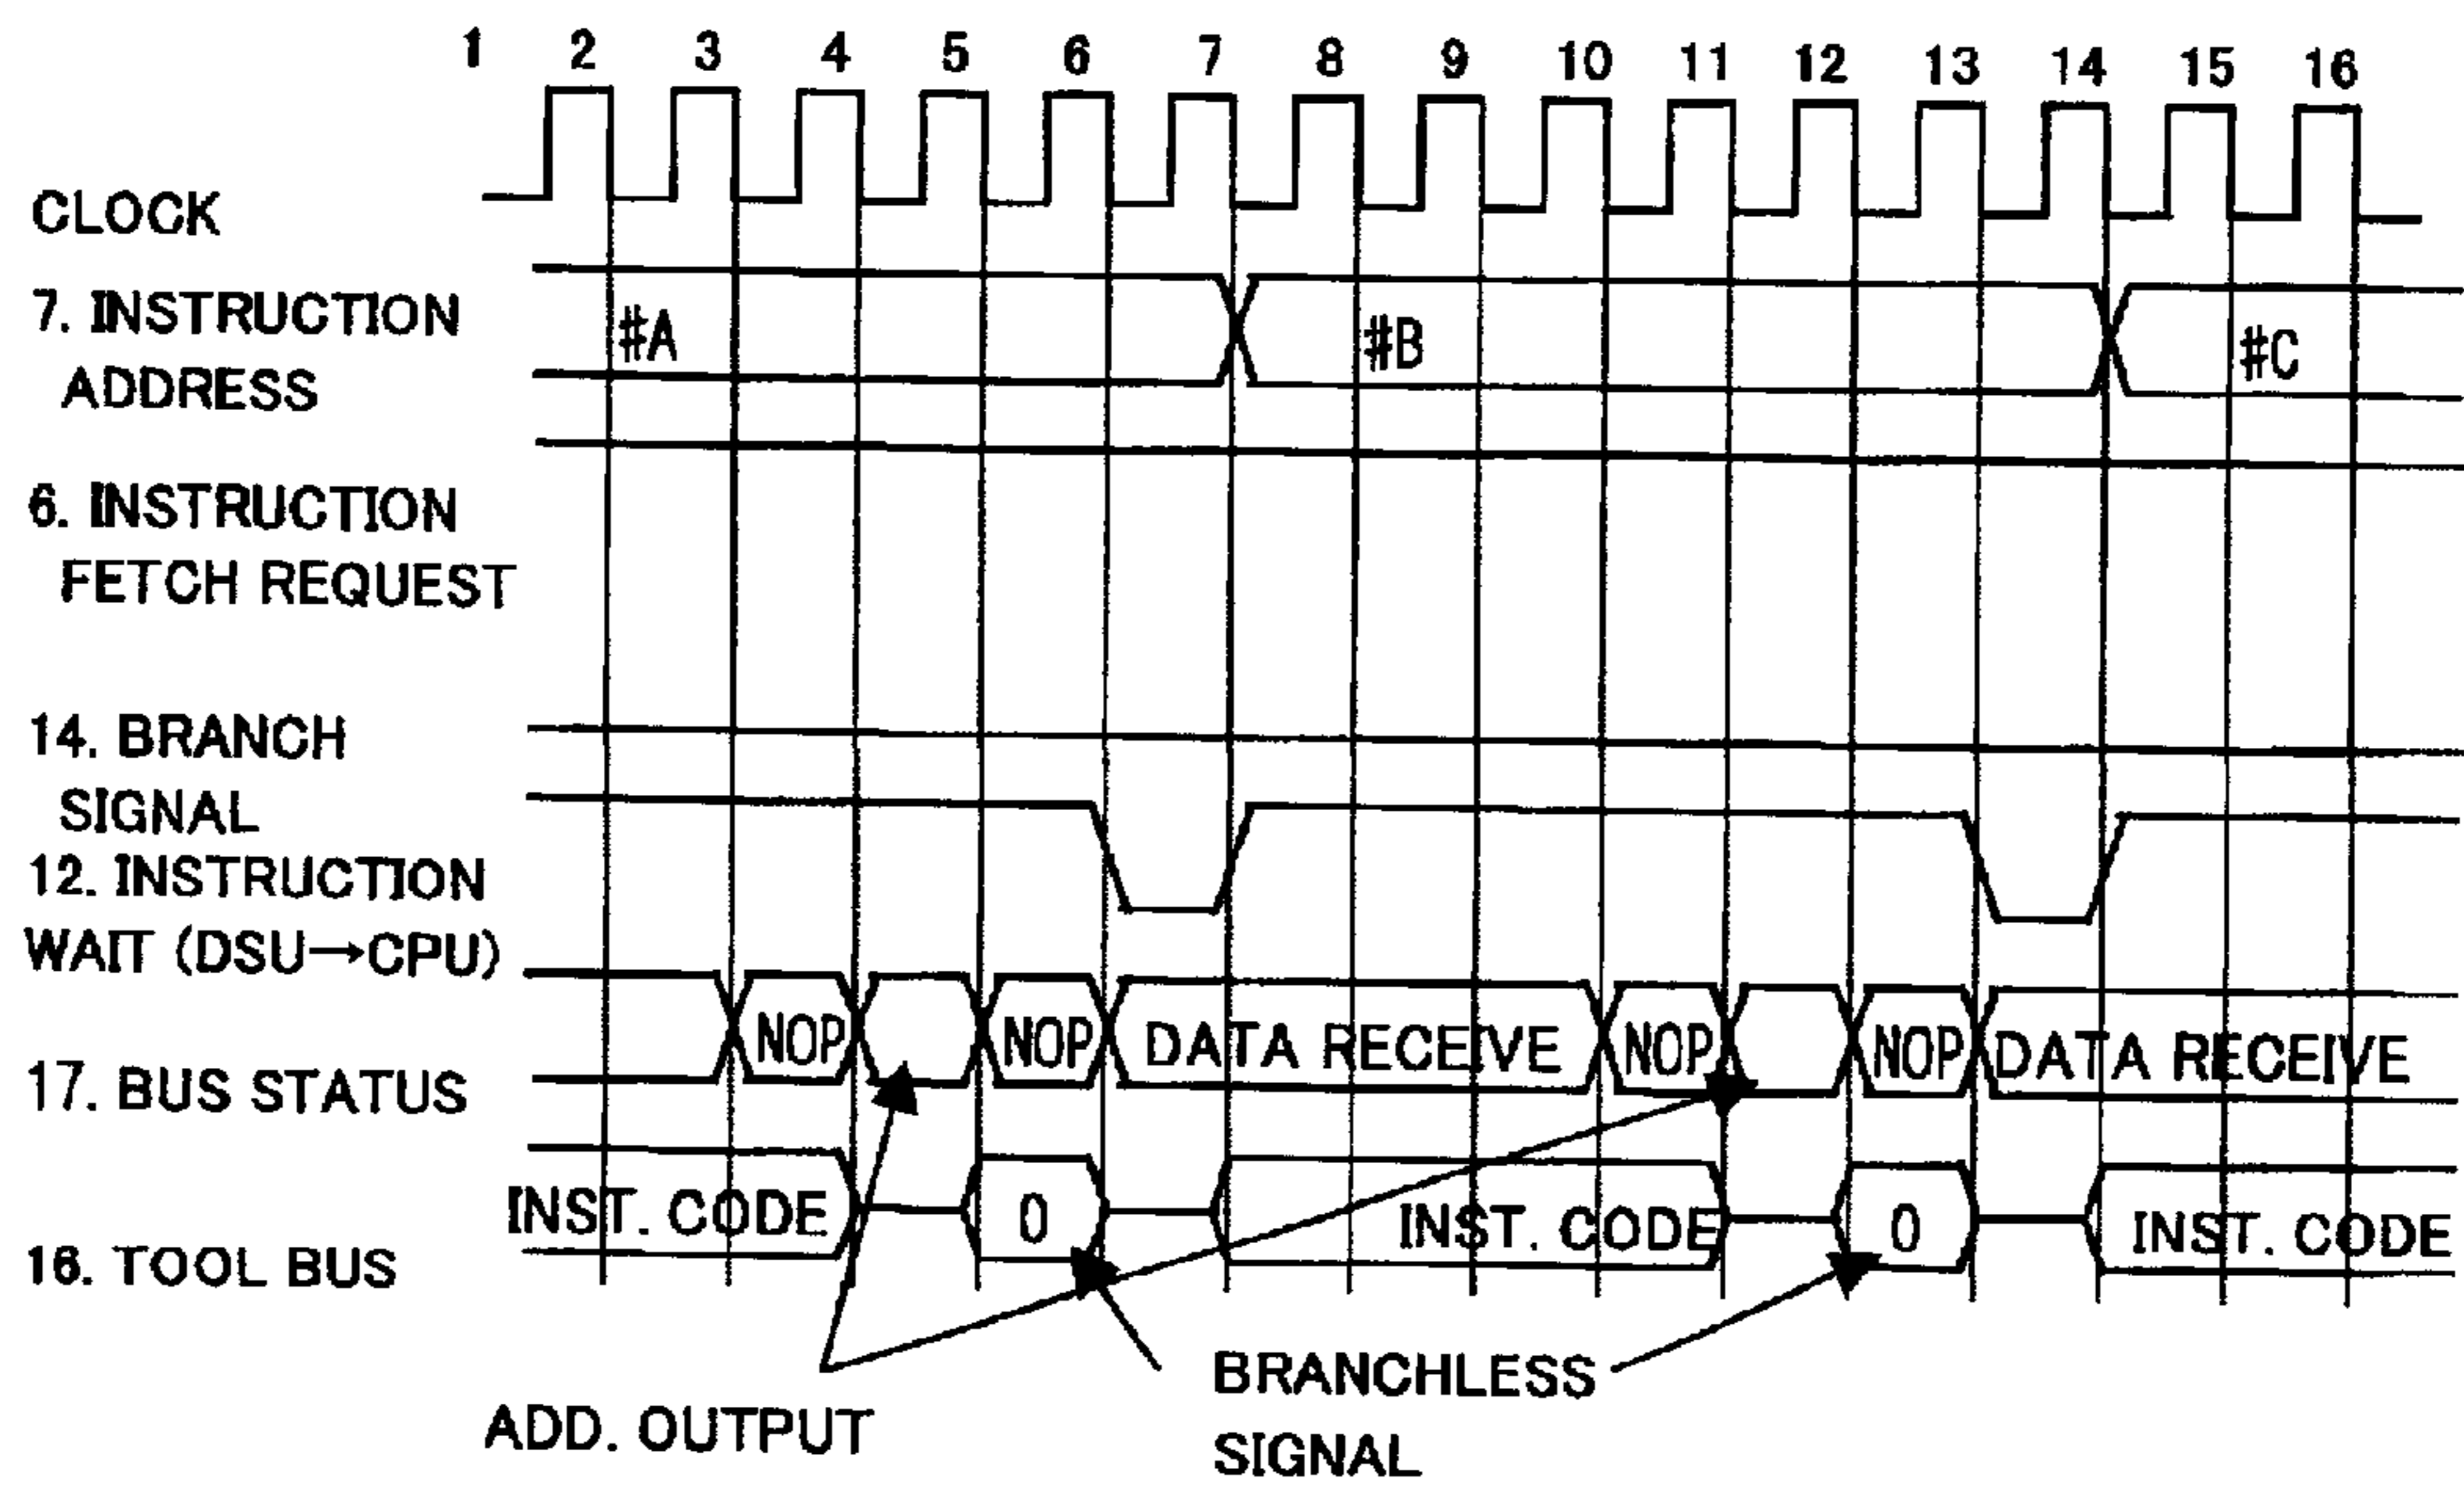 1 2 3 4 5 6 7 8 9 10 11 12 13 14 15 16
CLOCK
7. INSTRUCTION
ADDRESS
#A #B #C
6. INSTRUCTION
FETCH REQUEST
14. BRANCH
SIGNAL
12. INSTRUCTION
WAIT (DSU→CPU)
17. BUS STATUS
NOP NOP DATA RECEIVE NOP NOP DATA RECEIVE
16. TOOL BUS
INST. CODE 0 INST. CODE 0 INST. CODE
ADD. OUTPUT
BRANCHLESS
SIGNAL